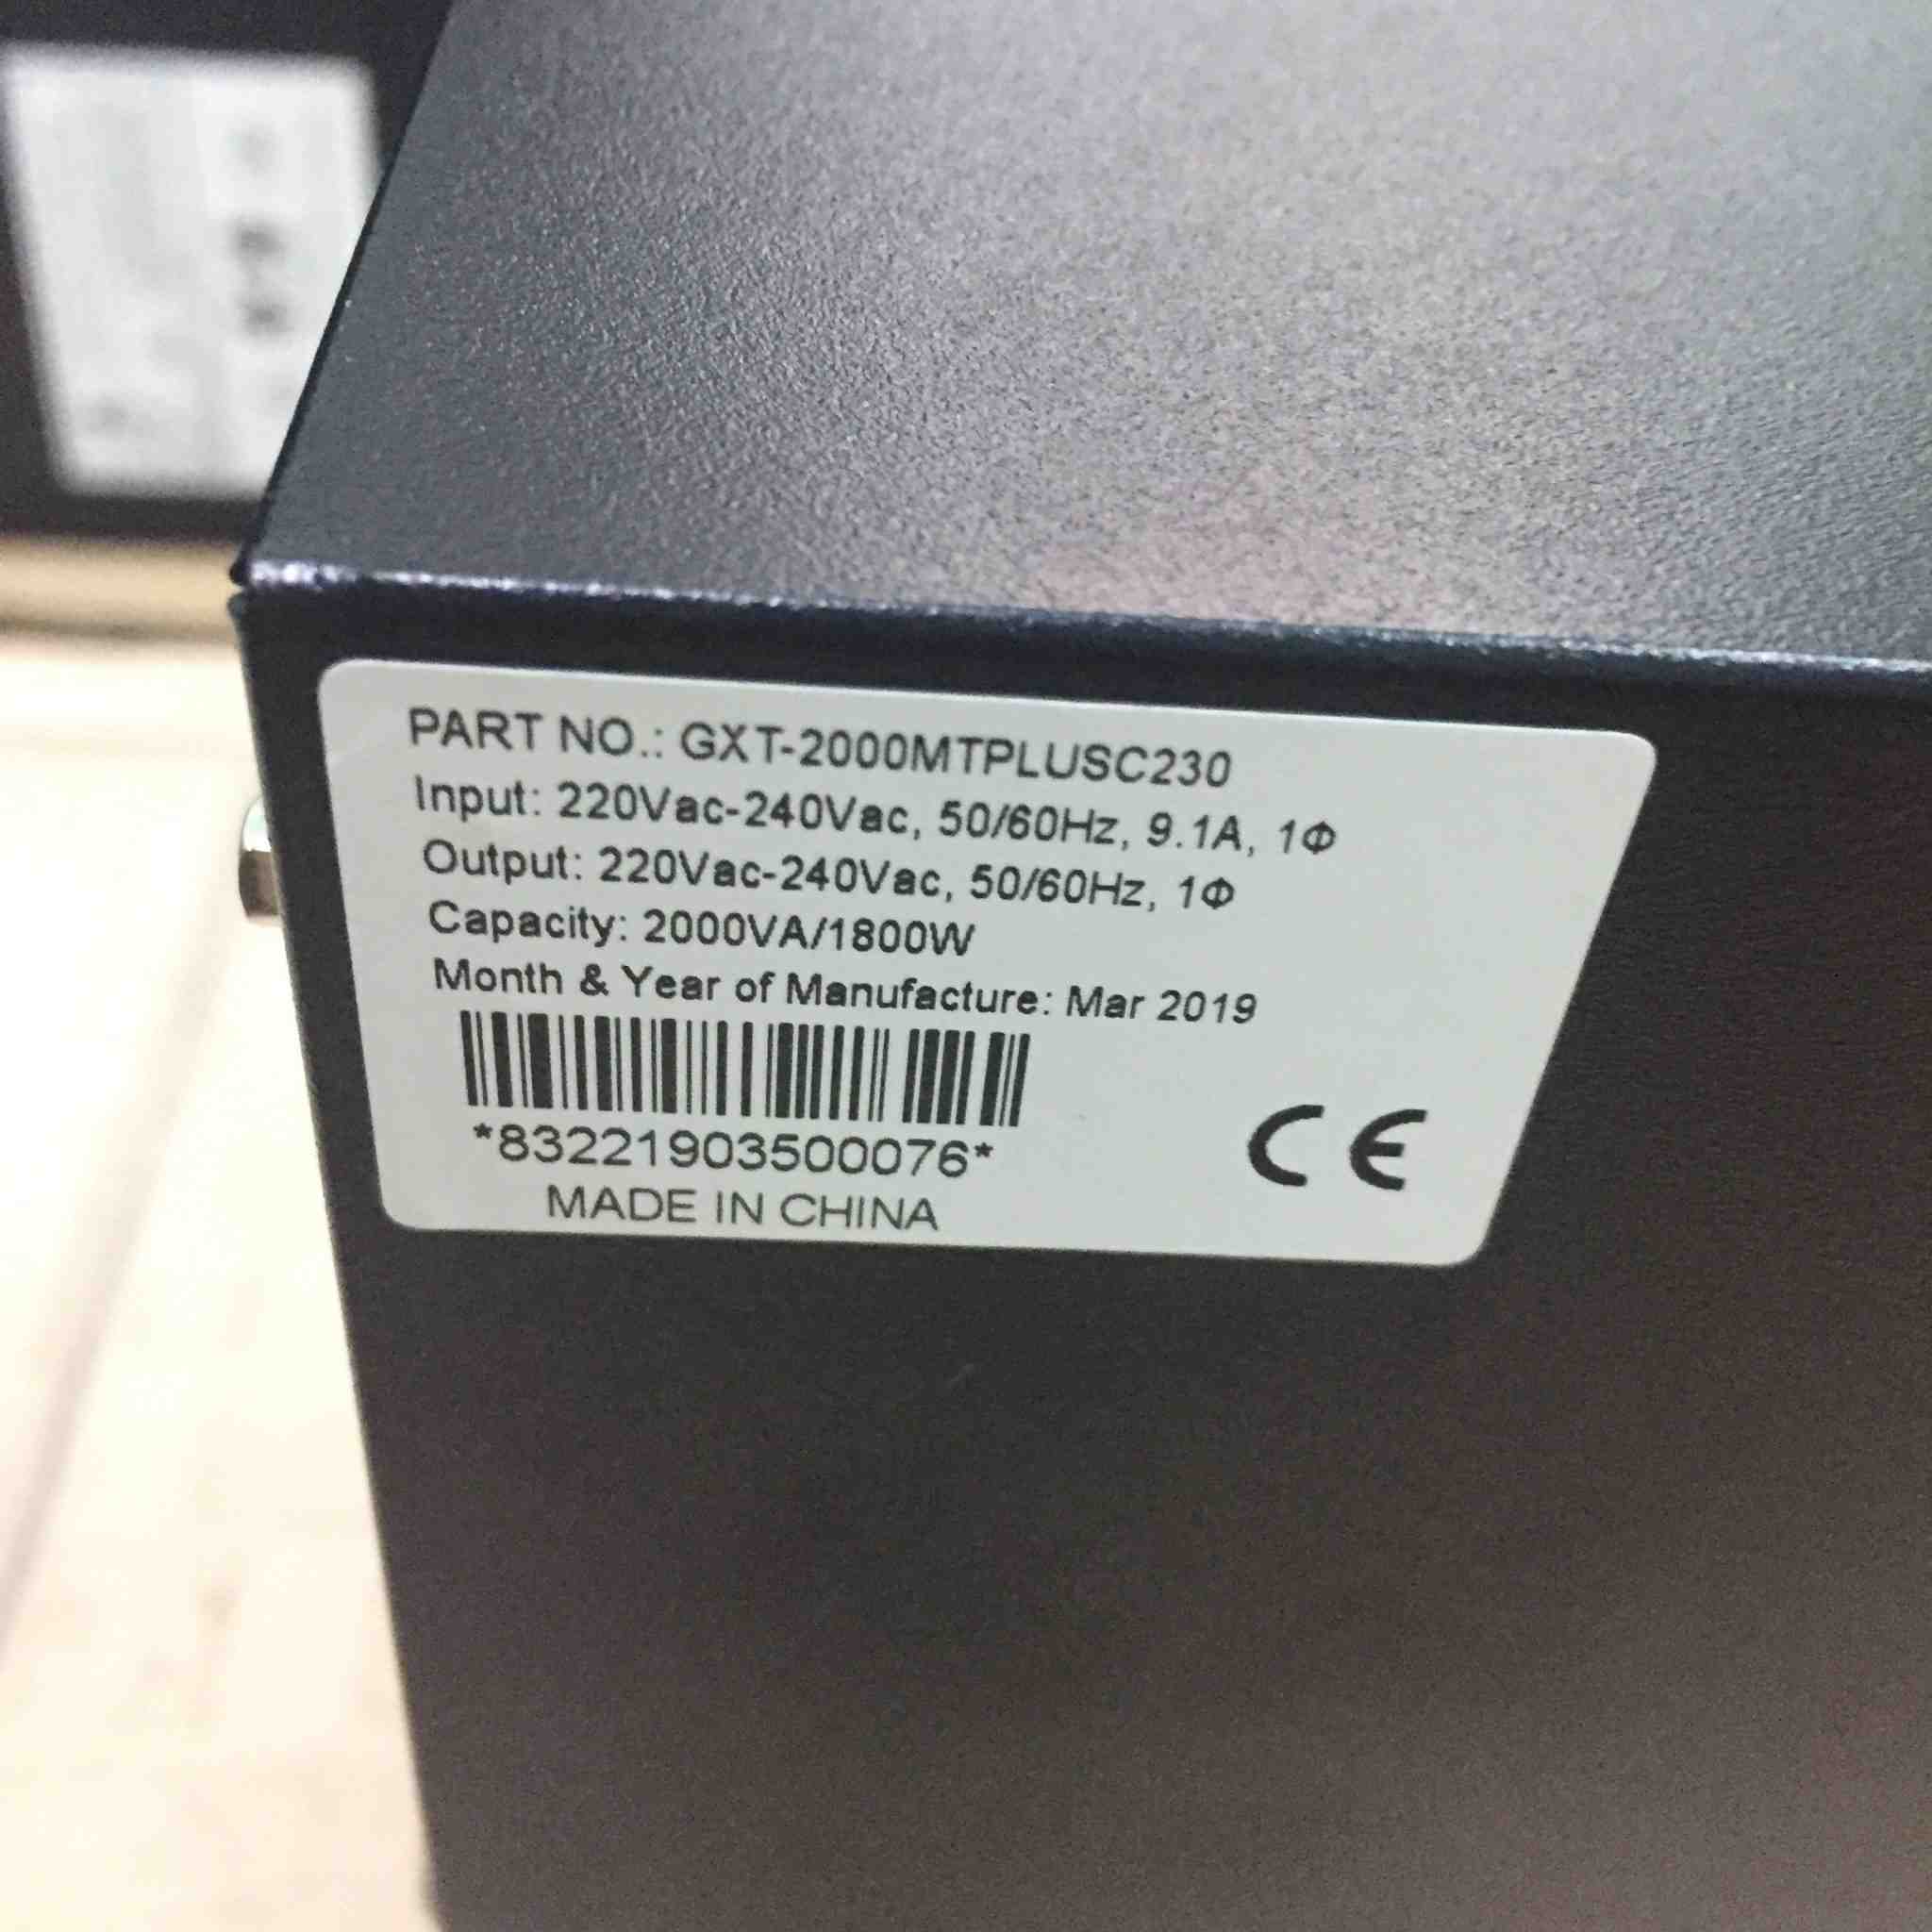 PART NO.: GXT-2000MTPLUSC230
Input: 220Vac-240Vac, 50/60Hz, 9.1A, 1Φ
Output: 220Vac-240Vac, 50/60Hz, 1Φ
Capacity: 2000VA/1800W
Month & Year of Manufacture: Mar 2019
*83221903500076*
MADE IN CHINA
CE